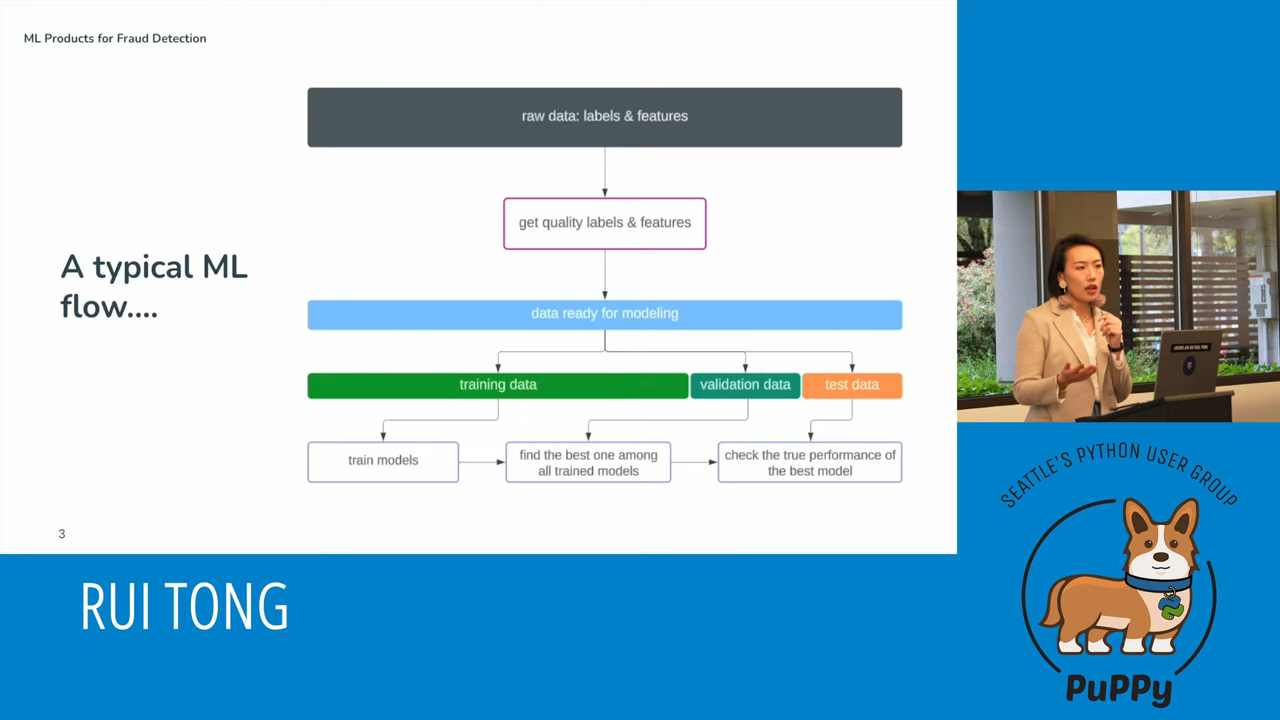 ML Products for Fraud Detection
raw data: labels & features
get quality labels & features
A typical ML
flow....
data ready for modeling
training data
validation data
test data
train models
find the best one among
all trained models
check the true performance of
the best model
3
RUI TONG
SEATTLE'S PYTHON USER GROUP
PuPPy